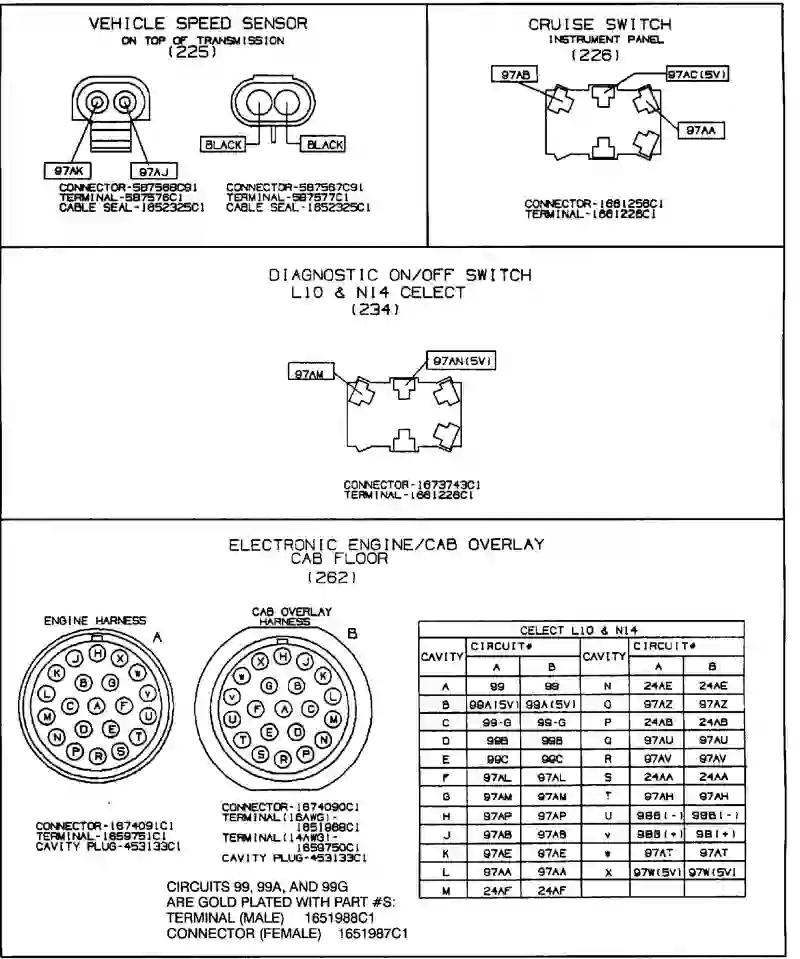 VEHICLE SPEED SENSOR
ON TOP OF TRANSMISSION
(225)
97AK
97AJ
CONNECTOR-587568C91
TERMINAL-587576C1
CABLE SEAL-1652325C1
BLACK
BLACK
CONNECTOR-587567C91
TERMINAL-587577C1
CABLE SEAL-1652325C1
CRUISE SWITCH
INSTRUMENT PANEL
(226)
97AB
97AC(5V)
97AA
CONNECTOR-1661256C1
TERMINAL-1661226C1
DIAGNOSTIC ON/OFF SWITCH
L10 & N14 CELECT
(234)
97AM
97AN(5V)
CONNECTOR-1673743C1
TERMINAL-1661226C1
ELECTRONIC ENGINE/CAB OVERLAY
CAB FLOOR
(262)
ENGINE HARNESS
A
J H X
K W
B G
L V
C A F
M U
D E
N T
P R S
CONNECTOR-1674091C1
TERMINAL-1659751C1
CAVITY PLUG-453133C1
CAB OVERLAY
HARNESS
B
X H J
W K
G B
V L
F A C
U M
E D
T N
S R P
CONNECTOR-1674090C1
TERMINAL(16AWG)-
1651988C1
TERMINAL(14AWG)-
1659750C1
CAVITY PLUG-453133C1
CELECT L10 & N14
CAVITY CIRCUIT# CAVITY CIRCUIT#
A B A B
A 99 99 N 24AE 24AE
B 99A(5V) 99A(5V) O 97AZ 97AZ
C 99-G 99-G P 24AB 24AB
D 99B 99B Q 97AU 97AU
E 99C 99C R 97AV 97AV
F 97AL 97AL S 24AA 24AA
G 97AM 97AM T 97AH 97AH
H 97AP 97AP U 98B(-) 98B(-)
J 97AB 97AB V 98B(+) 98(+)
K 97AE 97AE W 97AT 97AT
L 97AA 97AA X 97W(5V) 97W(5V)
M 24AF 24AF
CIRCUITS 99, 99A, AND 99G
ARE GOLD PLATED WITH PART #S:
TERMINAL (MALE) 1651988C1
CONNECTOR (FEMALE) 1651987C1